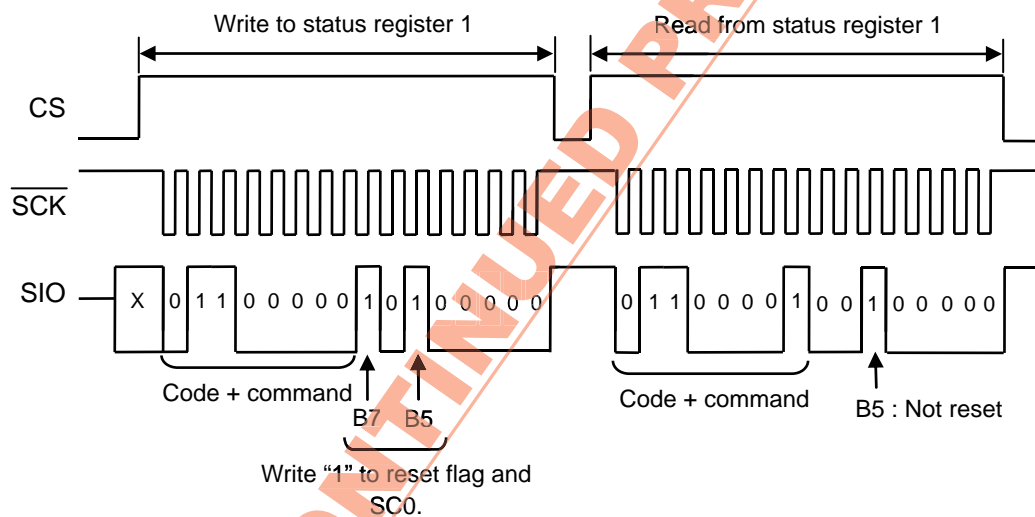 Write to status register 1 Read from status register 1
CS
SCK
SIO X 0 1 1 0 0 0 0 0 1 0 1 0 0 0 0 0 0 1 1 0 0 0 0 1 0 0 1 0 0 0 0 0
Code + command B7 B5 Code + command B5 : Not reset
Write “1” to reset flag and
SC0.
ONTINUED PR